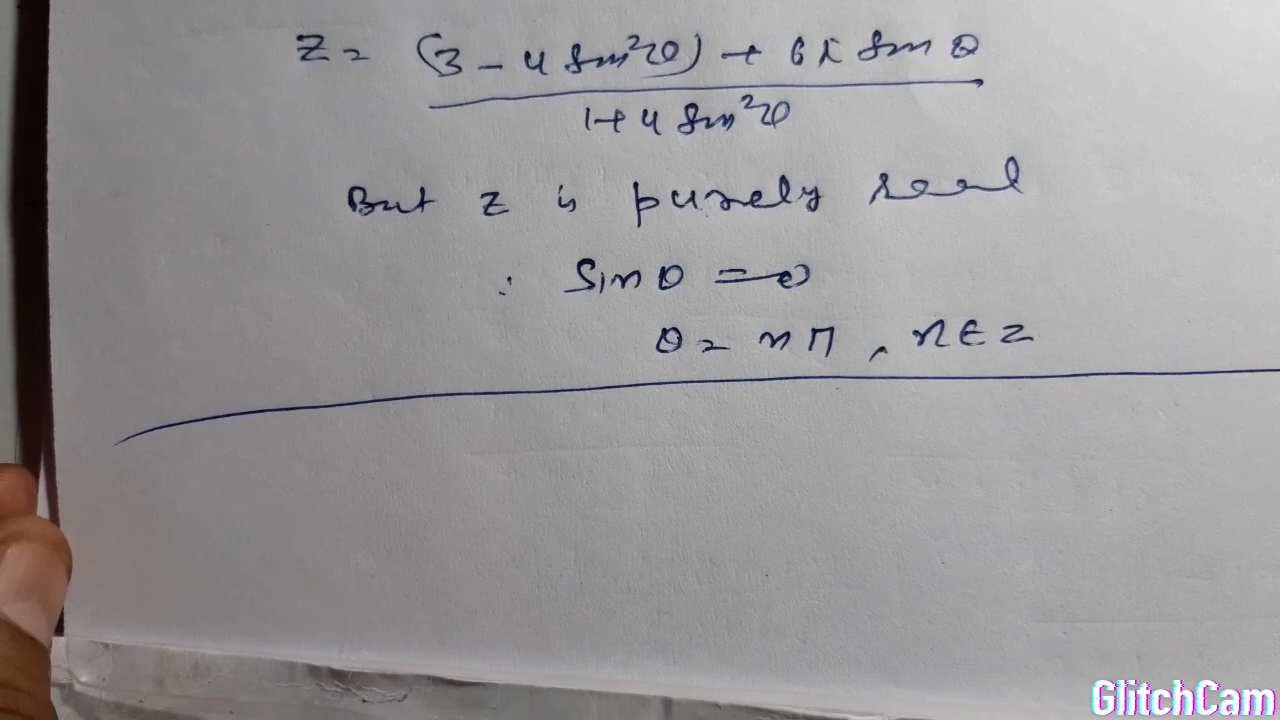 Z = (3 - 4 Sin²θ) + 6i Sin θ
1 + 4 Sin²θ
But z is purely real
∴ Sin θ = 0
θ = nπ, n ∈ Z
GlitchCam